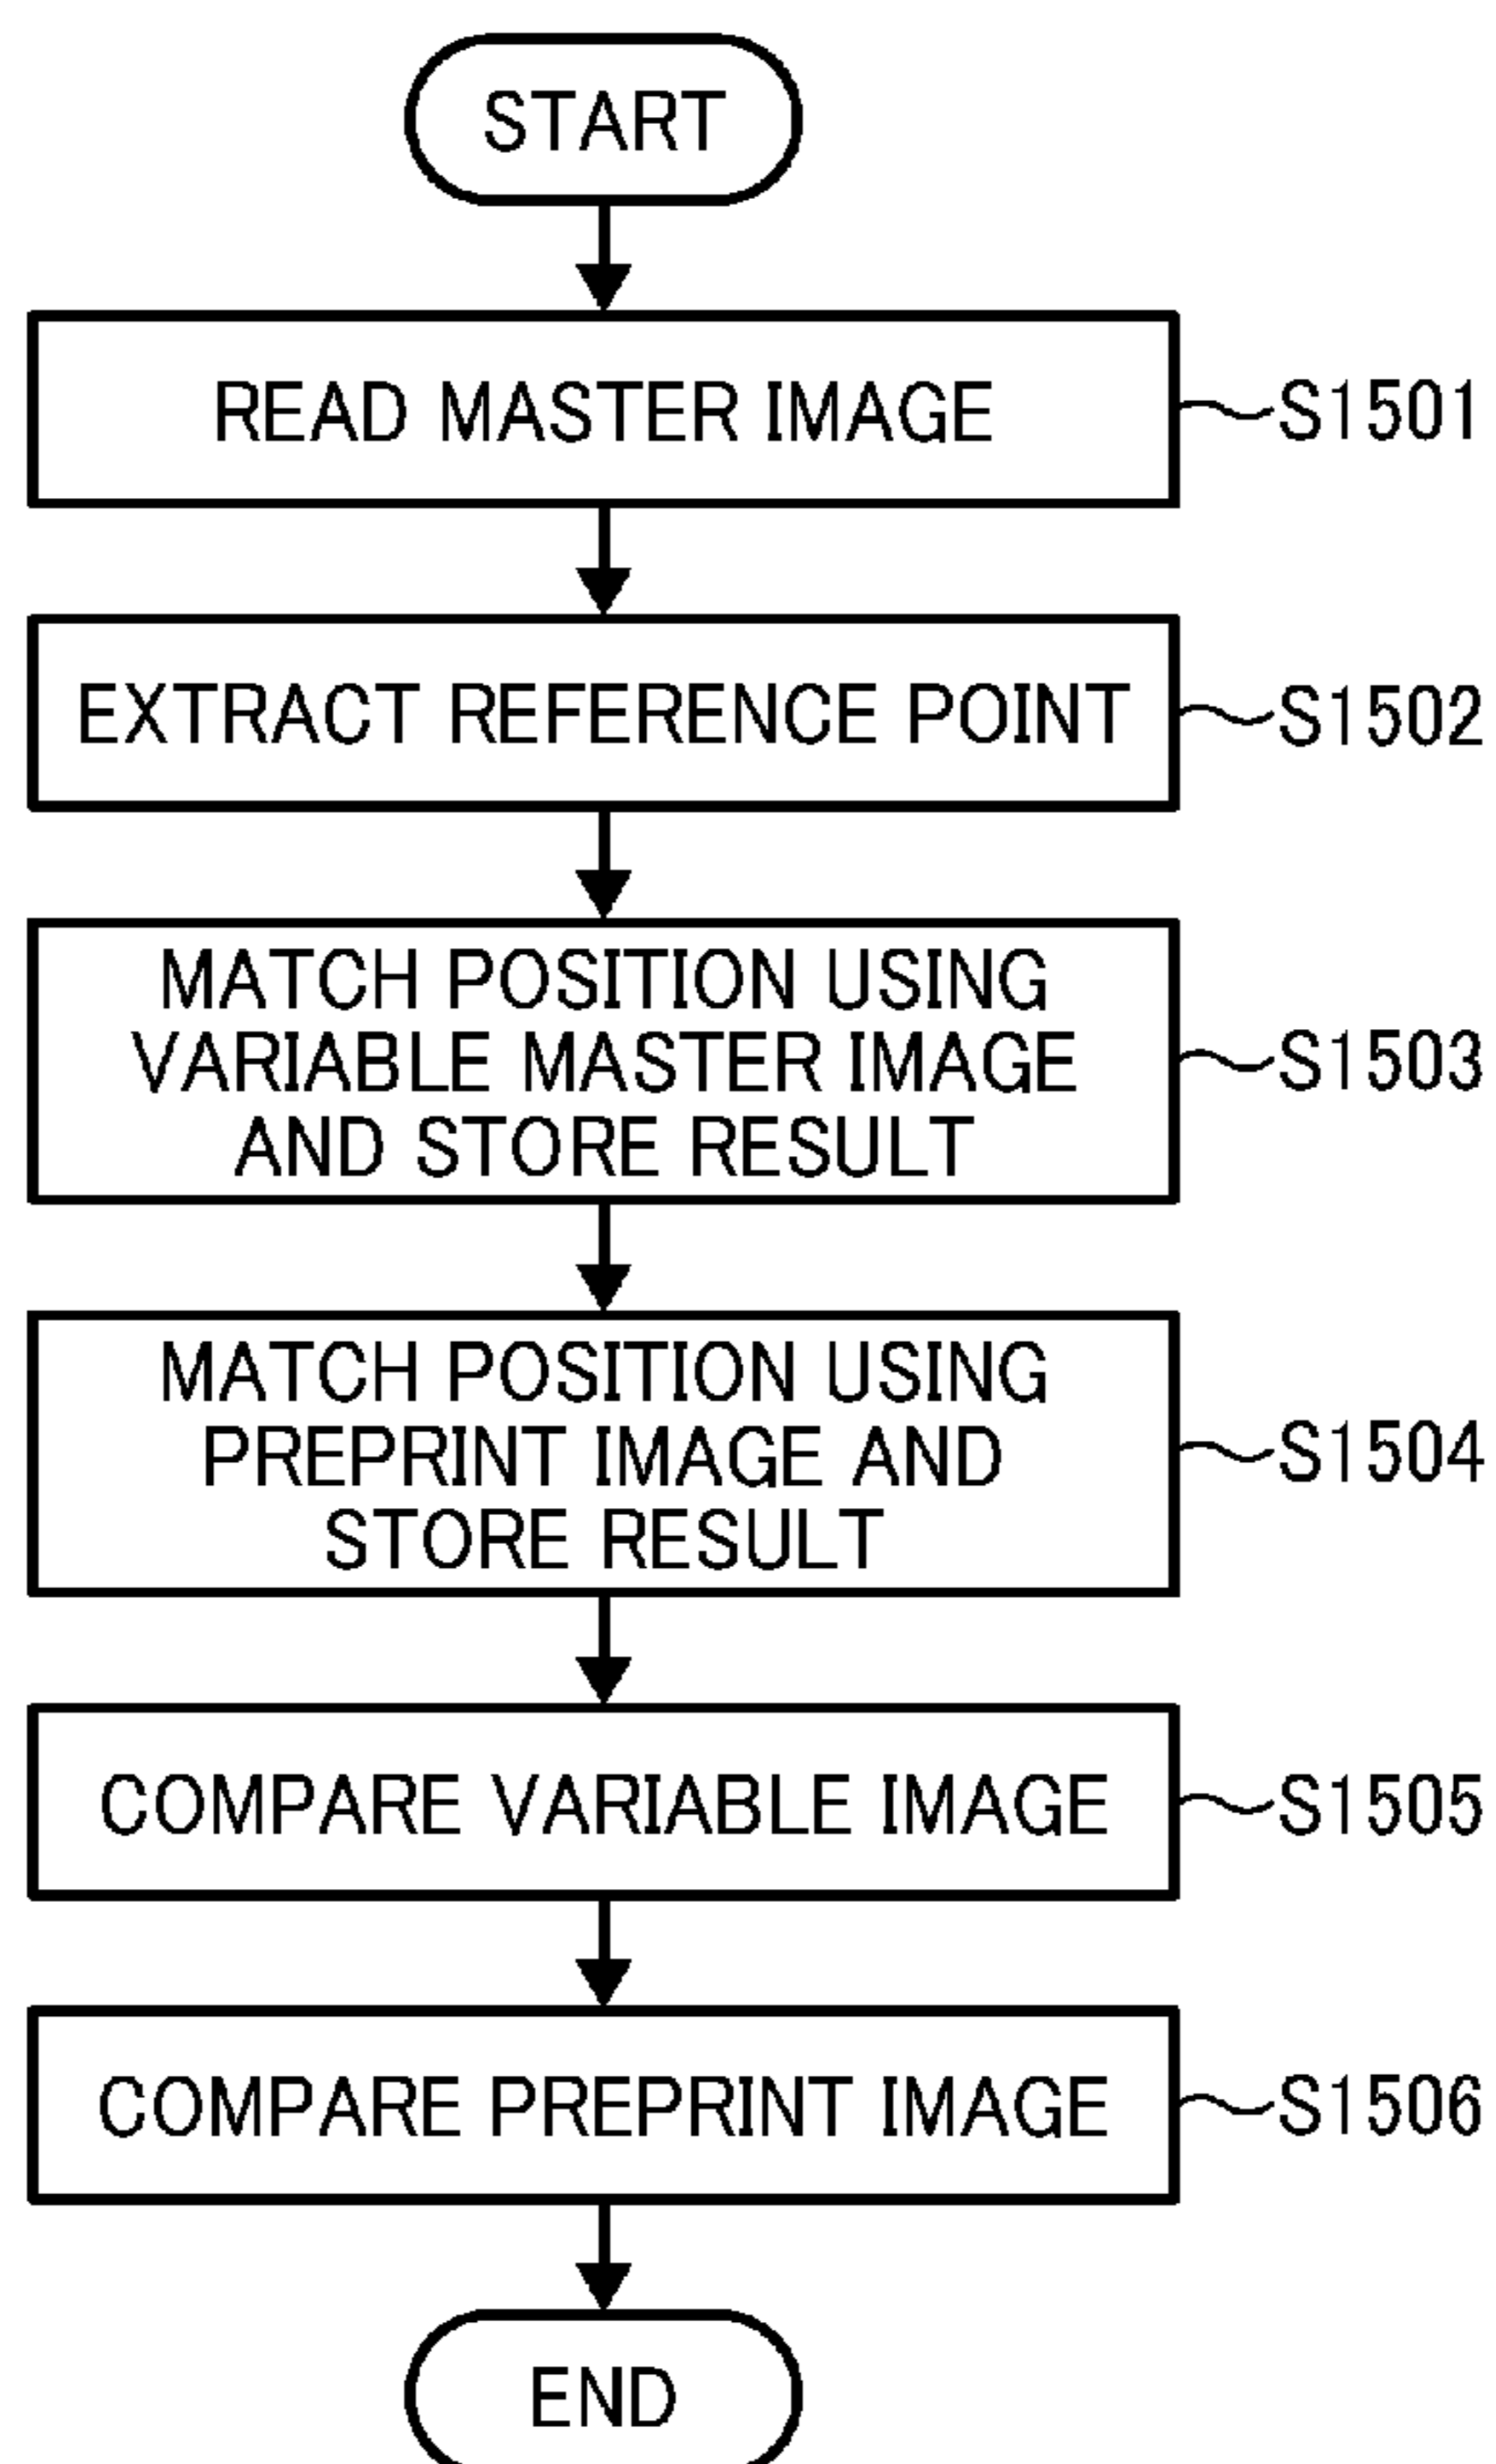 START
READ MASTER IMAGE
S1501
EXTRACT REFERENCE POINT
S1502
MATCH POSITION USING
VARIABLE MASTER IMAGE
AND STORE RESULT
S1503
MATCH POSITION USING
PREPRINT IMAGE AND
STORE RESULT
S1504
COMPARE VARIABLE IMAGE
S1505
COMPARE PREPRINT IMAGE
S1506
END